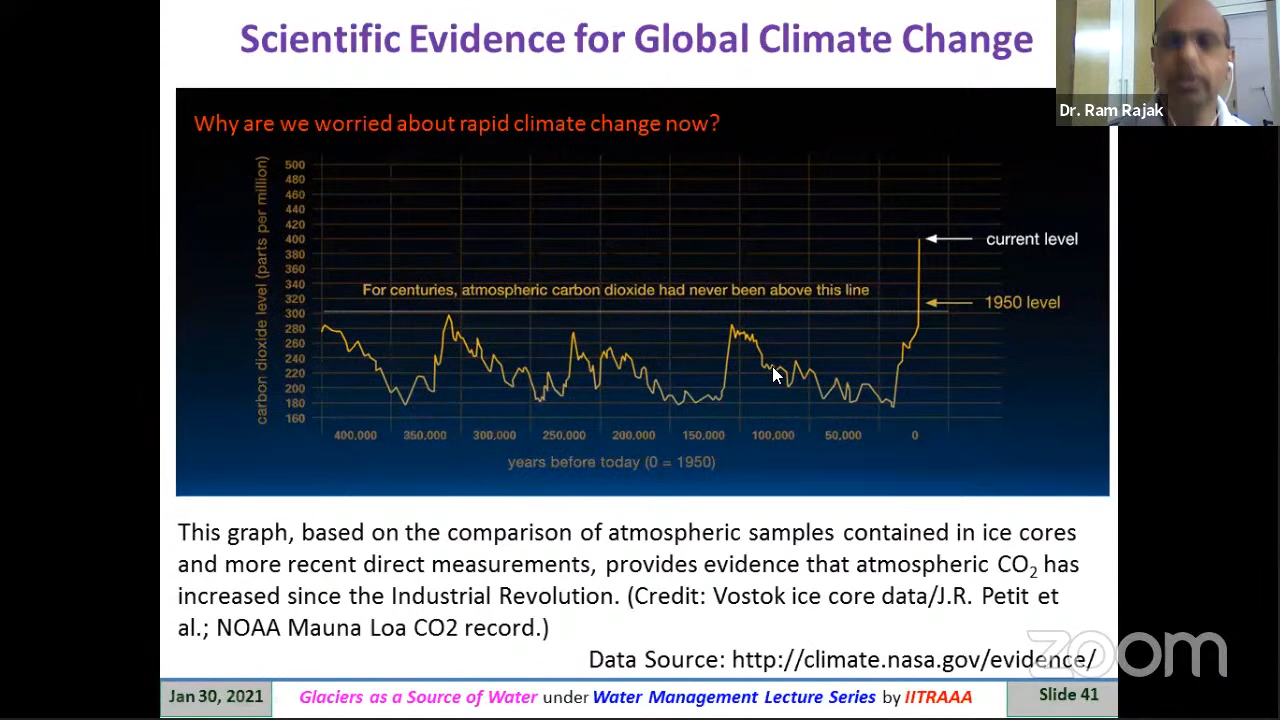 Scientific Evidence for Global Climate Change
Dr. Ram Rajak
Why are we worried about rapid climate change now?
carbon dioxide level (parts per million)
500
480
460
440
420
400
380
360
340
320
300
280
260
240
220
200
180
160
For centuries, atmospheric carbon dioxide had never been above this line
current level
1950 level
400,000 350,000 300,000 250,000 200,000 150,000 100,000 50,000 0
years before today (0 = 1950)
This graph, based on the comparison of atmospheric samples contained in ice cores
and more recent direct measurements, provides evidence that atmospheric CO₂ has
increased since the Industrial Revolution. (Credit: Vostok ice core data/J.R. Petit et
al.; NOAA Mauna Loa CO2 record.)
Data Source: http://climate.nasa.gov/evidence/
zoom
Jan 30, 2021 Glaciers as a Source of Water under Water Management Lecture Series by IITRAAA Slide 41